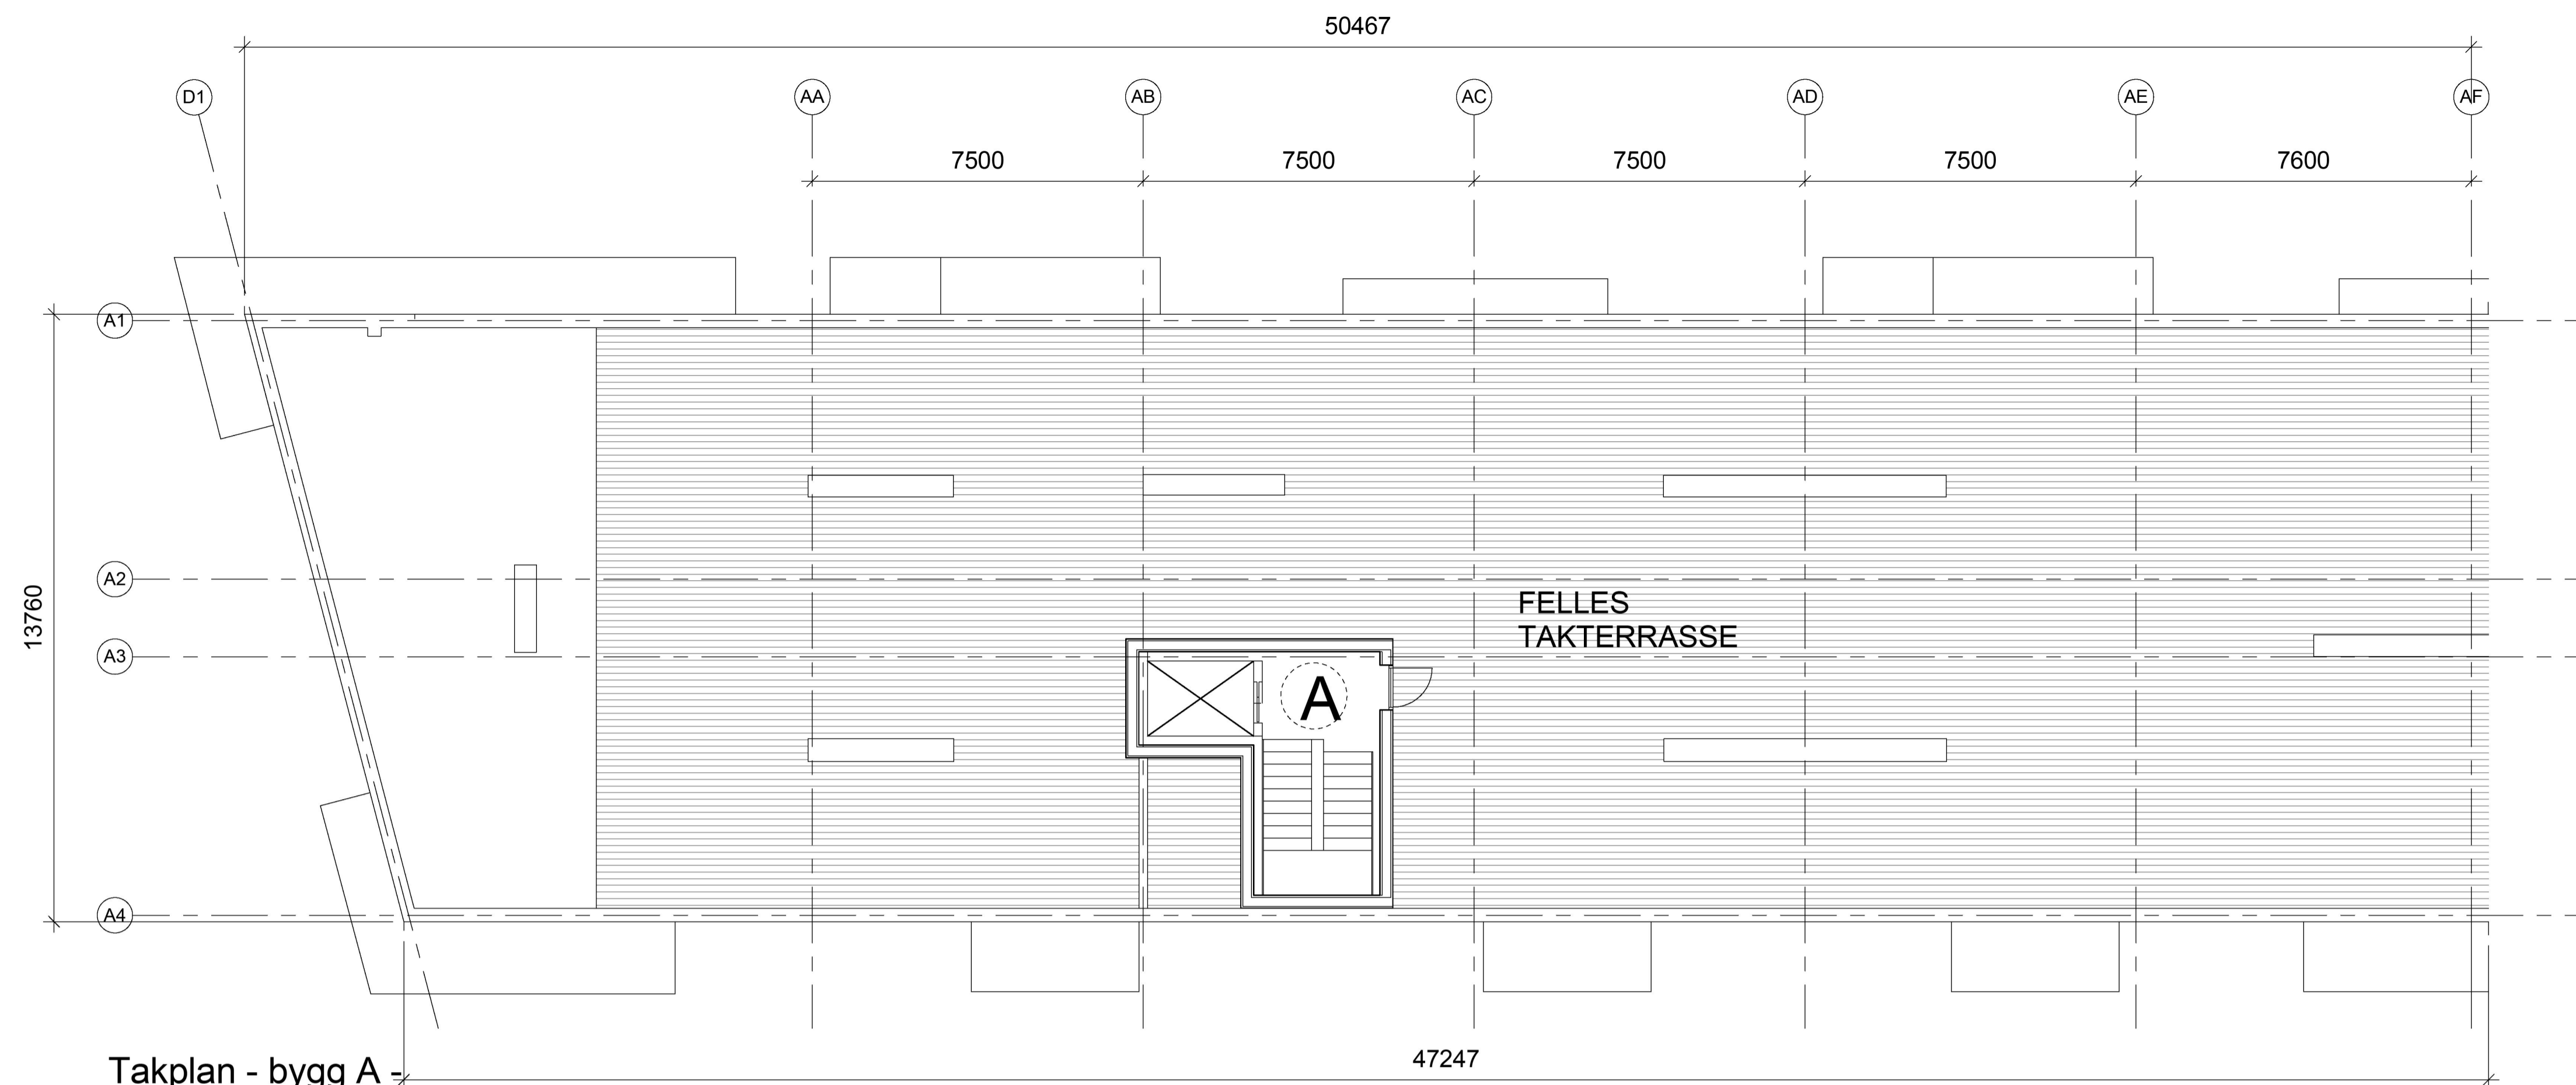 50467
D1
AA
AB
AC
AD
AE
AF
7500
7500
7500
7500
7600
A1
A2
13760
FELLES
TAKTERRASSE
A3
A
A4
47247
Takplan - bygg A -